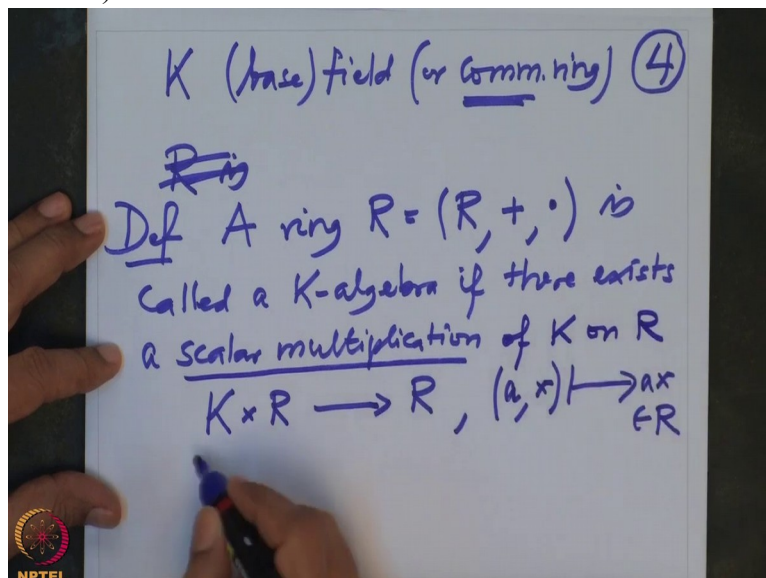 K (base) field (or comm. ring) ④
R is
Def A ring R = (R, +, ·) is
called a K-algebra if there exists
a scalar multiplication of K on R
K × R ⟶ R , (a, x) ⟼ ax
∈ R
NPTEL